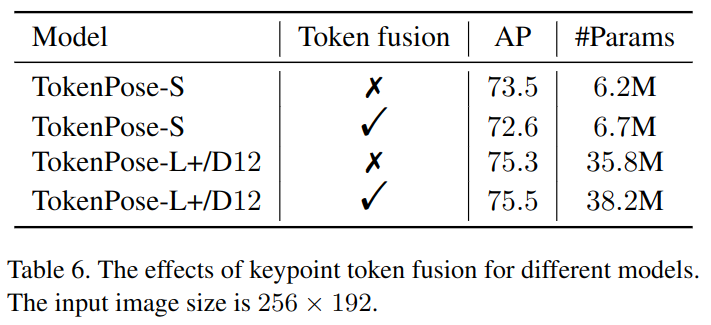 Model Token fusion AP #Params
TokenPose-S ✗ 73.5 6.2M
TokenPose-S ✓ 72.6 6.7M
TokenPose-L+/D12 ✗ 75.3 35.8M
TokenPose-L+/D12 ✓ 75.5 38.2M
Table 6. The effects of keypoint token fusion for different models.
The input image size is 256 × 192.